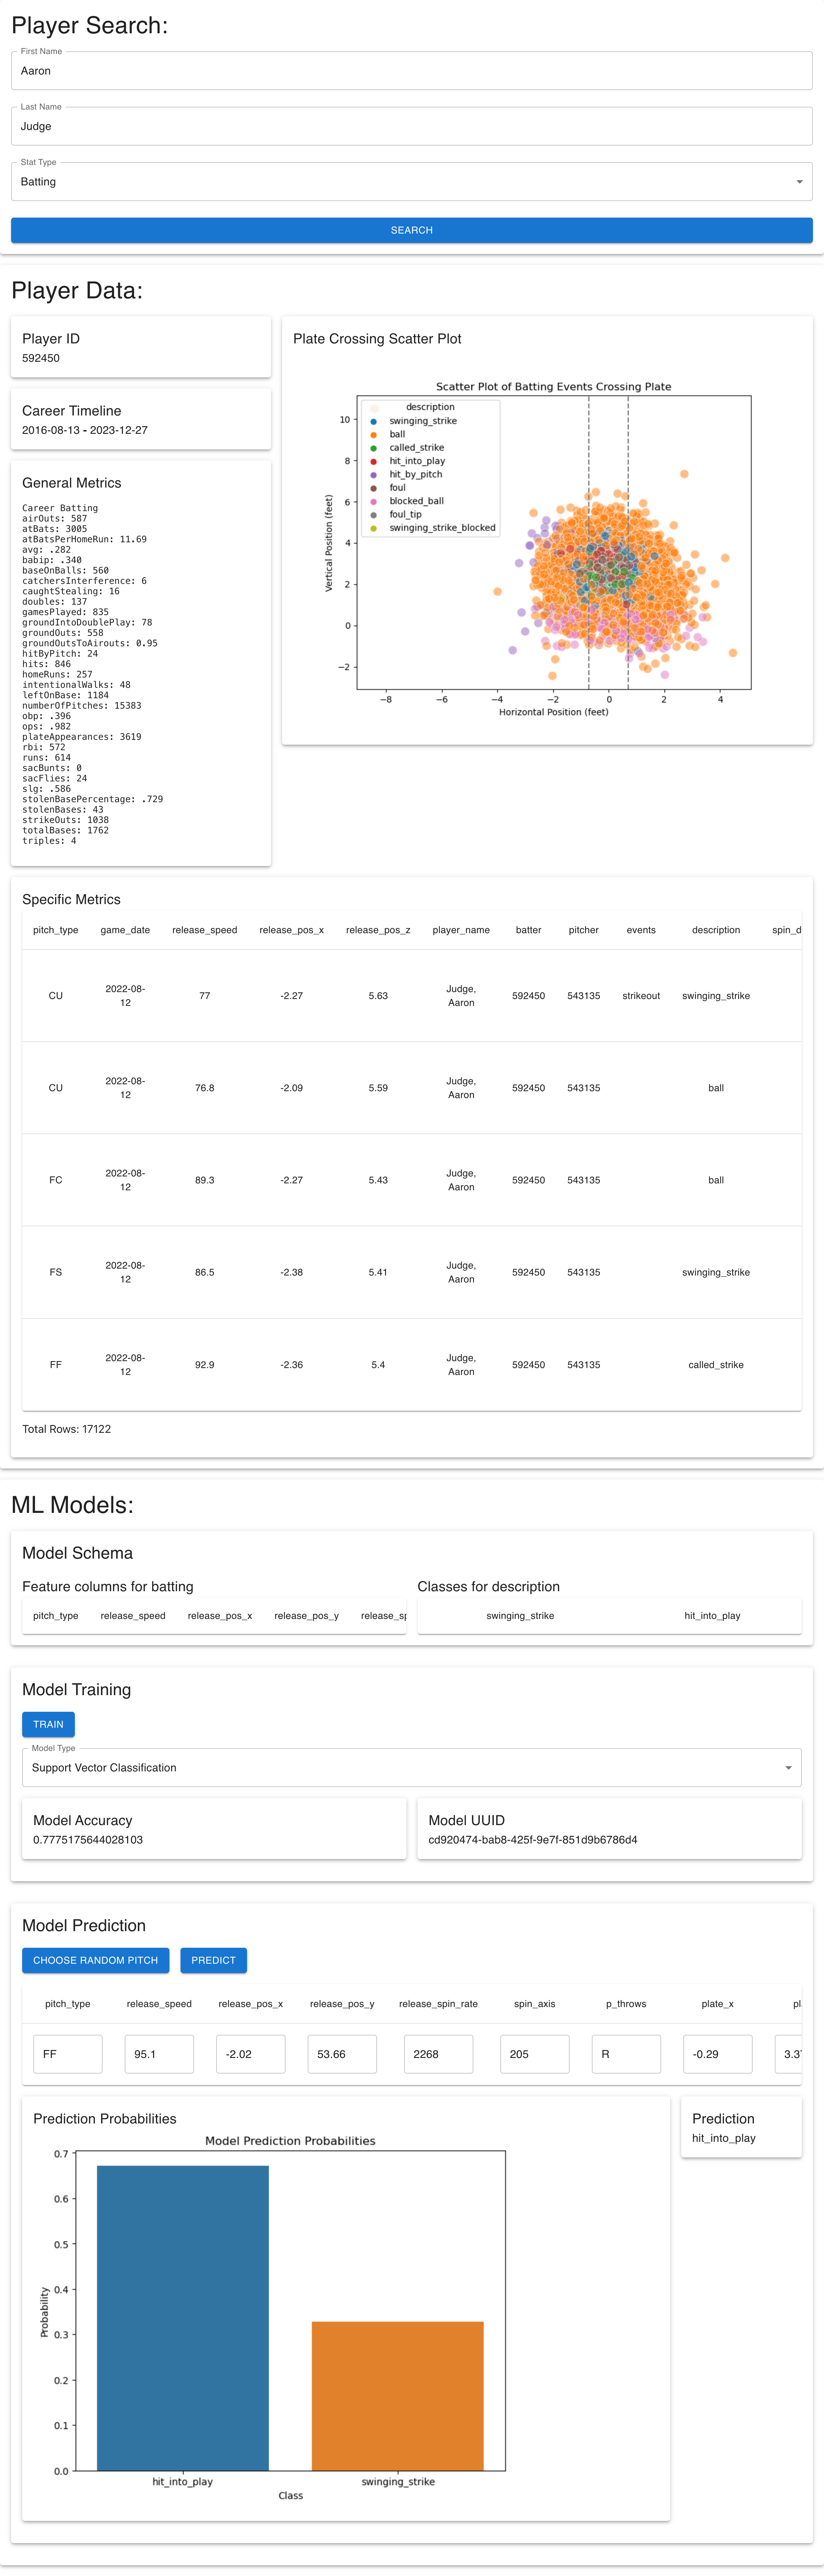 Player Search:
First Name
Aaron
Last Name
Judge
Stat Type
Batting
SEARCH
Player Data:
Player ID
592450
Career Timeline
2016-08-13 - 2023-12-27
General Metrics
Career Batting
airOuts: 587
atBats: 3005
atBatsPerHomeRun: 11.69
avg: .282
babip: .340
baseOnBalls: 560
catchersInterference: 6
caughtStealing: 16
doubles: 137
gamesPlayed: 835
groundIntoDoublePlay: 78
groundOuts: 558
groundOutsToAirouts: 0.95
hitByPitch: 24
hits: 846
homeRuns: 257
intentionalWalks: 48
leftOnBase: 1184
numberOfPitches: 15383
obp: .396
ops: .982
plateAppearances: 3619
rbi: 572
runs: 614
sacBunts: 0
sacFlies: 24
slg: .586
stolenBasePercentage: .729
stolenBases: 43
strikeOuts: 1038
totalBases: 1762
triples: 4
Plate Crossing Scatter Plot
Scatter Plot of Batting Events Crossing Plate
description
swinging_strike
ball
called_strike
hit_into_play
hit_by_pitch
foul
blocked_ball
foul_tip
swinging_strike_blocked
Vertical Position (feet)
10
8
6
4
2
0
−2
−8 −6 −4 −2 0 2 4
Horizontal Position (feet)
Specific Metrics
pitch_type game_date release_speed release_pos_x release_pos_z player_name batter pitcher events description spin_d
CU 2022-08-12 77 -2.27 5.63 Judge, Aaron 592450 543135 strikeout swinging_strike
CU 2022-08-12 76.8 -2.09 5.59 Judge, Aaron 592450 543135 ball
FC 2022-08-12 89.3 -2.27 5.43 Judge, Aaron 592450 543135 ball
FS 2022-08-12 86.5 -2.38 5.41 Judge, Aaron 592450 543135 swinging_strike
FF 2022-08-12 92.9 -2.36 5.4 Judge, Aaron 592450 543135 called_strike
Total Rows: 17122
ML Models:
Model Schema
Feature columns for batting
pitch_type release_speed release_pos_x release_pos_y release_sp
Classes for description
swinging_strike hit_into_play
Model Training
TRAIN
Model Type
Support Vector Classification
Model Accuracy
0.7775175644028103
Model UUID
cd920474-bab8-425f-9e7f-851d9b6786d4
Model Prediction
CHOOSE RANDOM PITCH PREDICT
pitch_type release_speed release_pos_x release_pos_y release_spin_rate spin_axis p_throws plate_x pl
FF 95.1 -2.02 53.66 2268 205 R -0.29 3.3
Prediction Probabilities
Model Prediction Probabilities
Probability
0.7
0.6
0.5
0.4
0.3
0.2
0.1
0.0
hit_into_play swinging_strike
Class
Prediction
hit_into_play